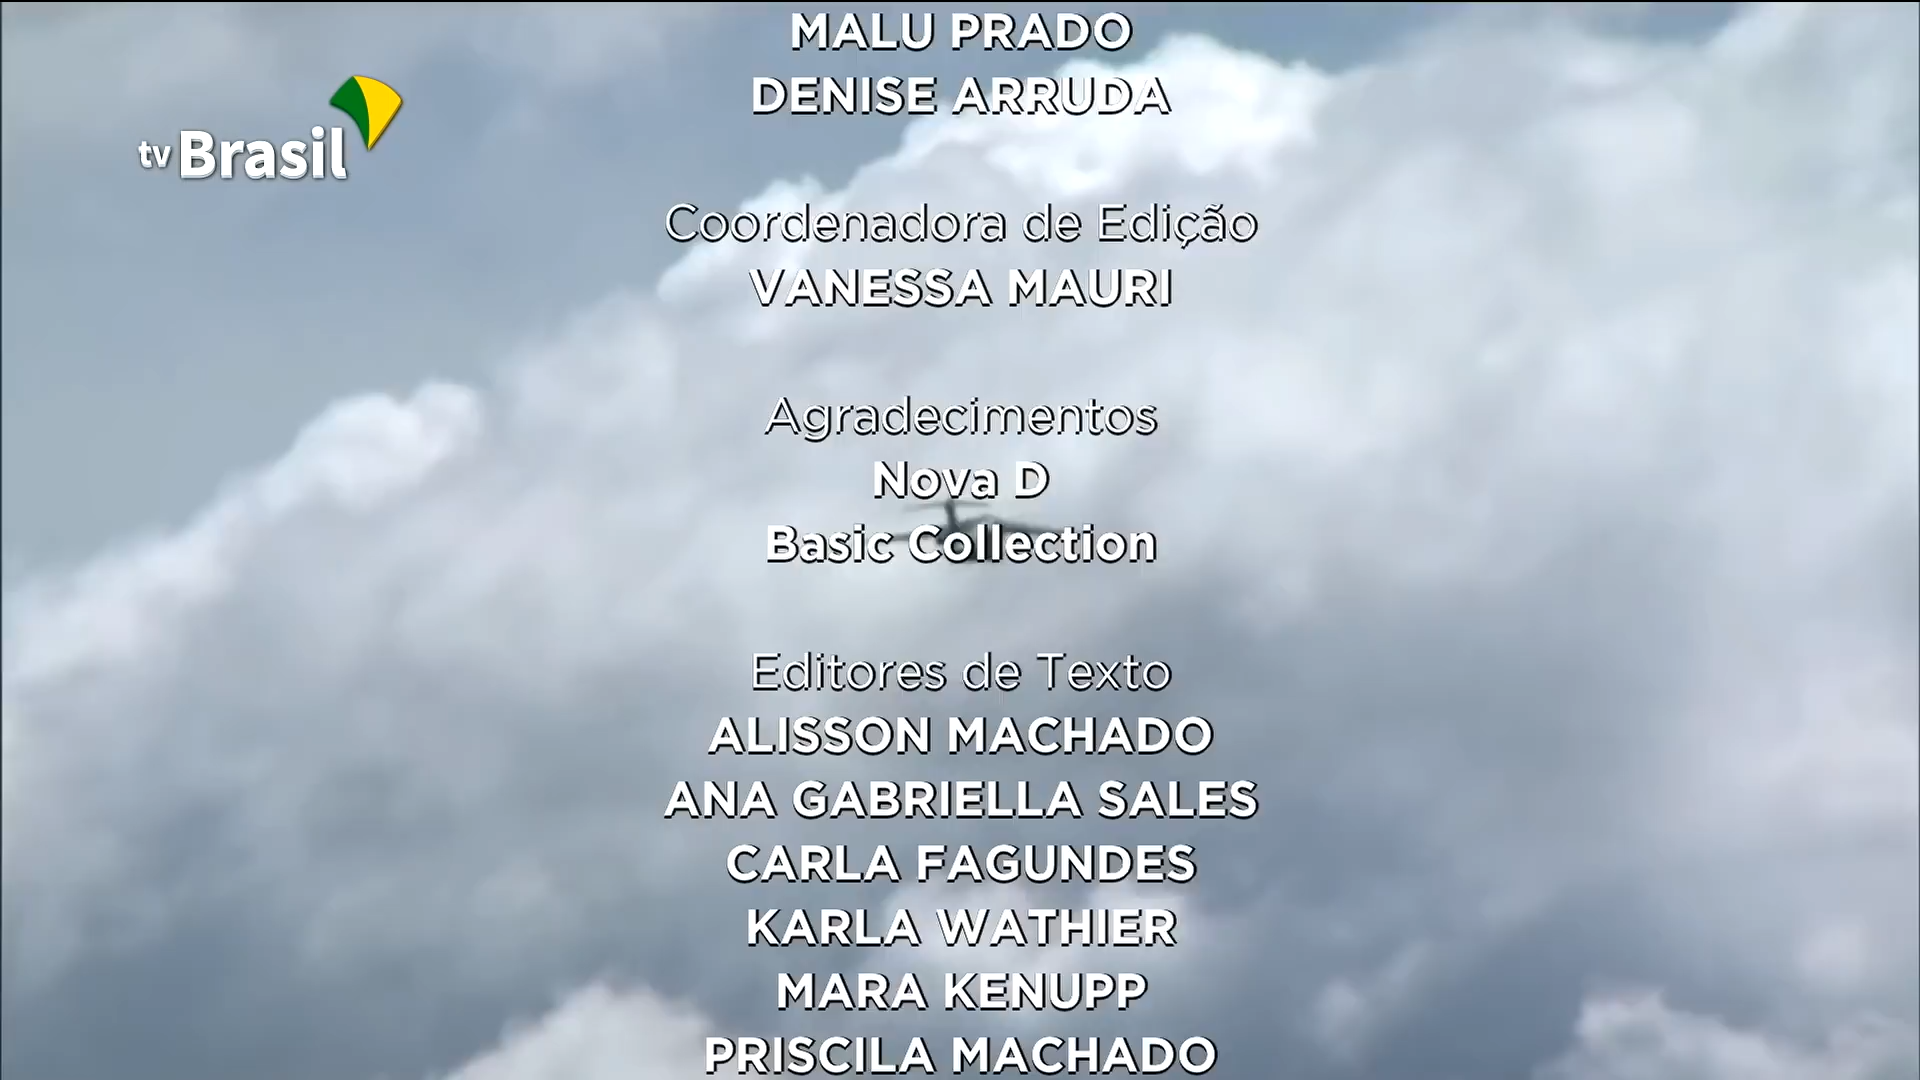 MALU PRADO
DENISE ARRUDA
tv Brasil
Coordenadora de Edição
VANESSA MAURI
Agradecimentos
Nova D
Basic Collection
Editores de Texto
ALISSON MACHADO
ANA GABRIELLA SALES
CARLA FAGUNDES
KARLA WATHIER
MARA KENUPP
PRISCILA MACHADO